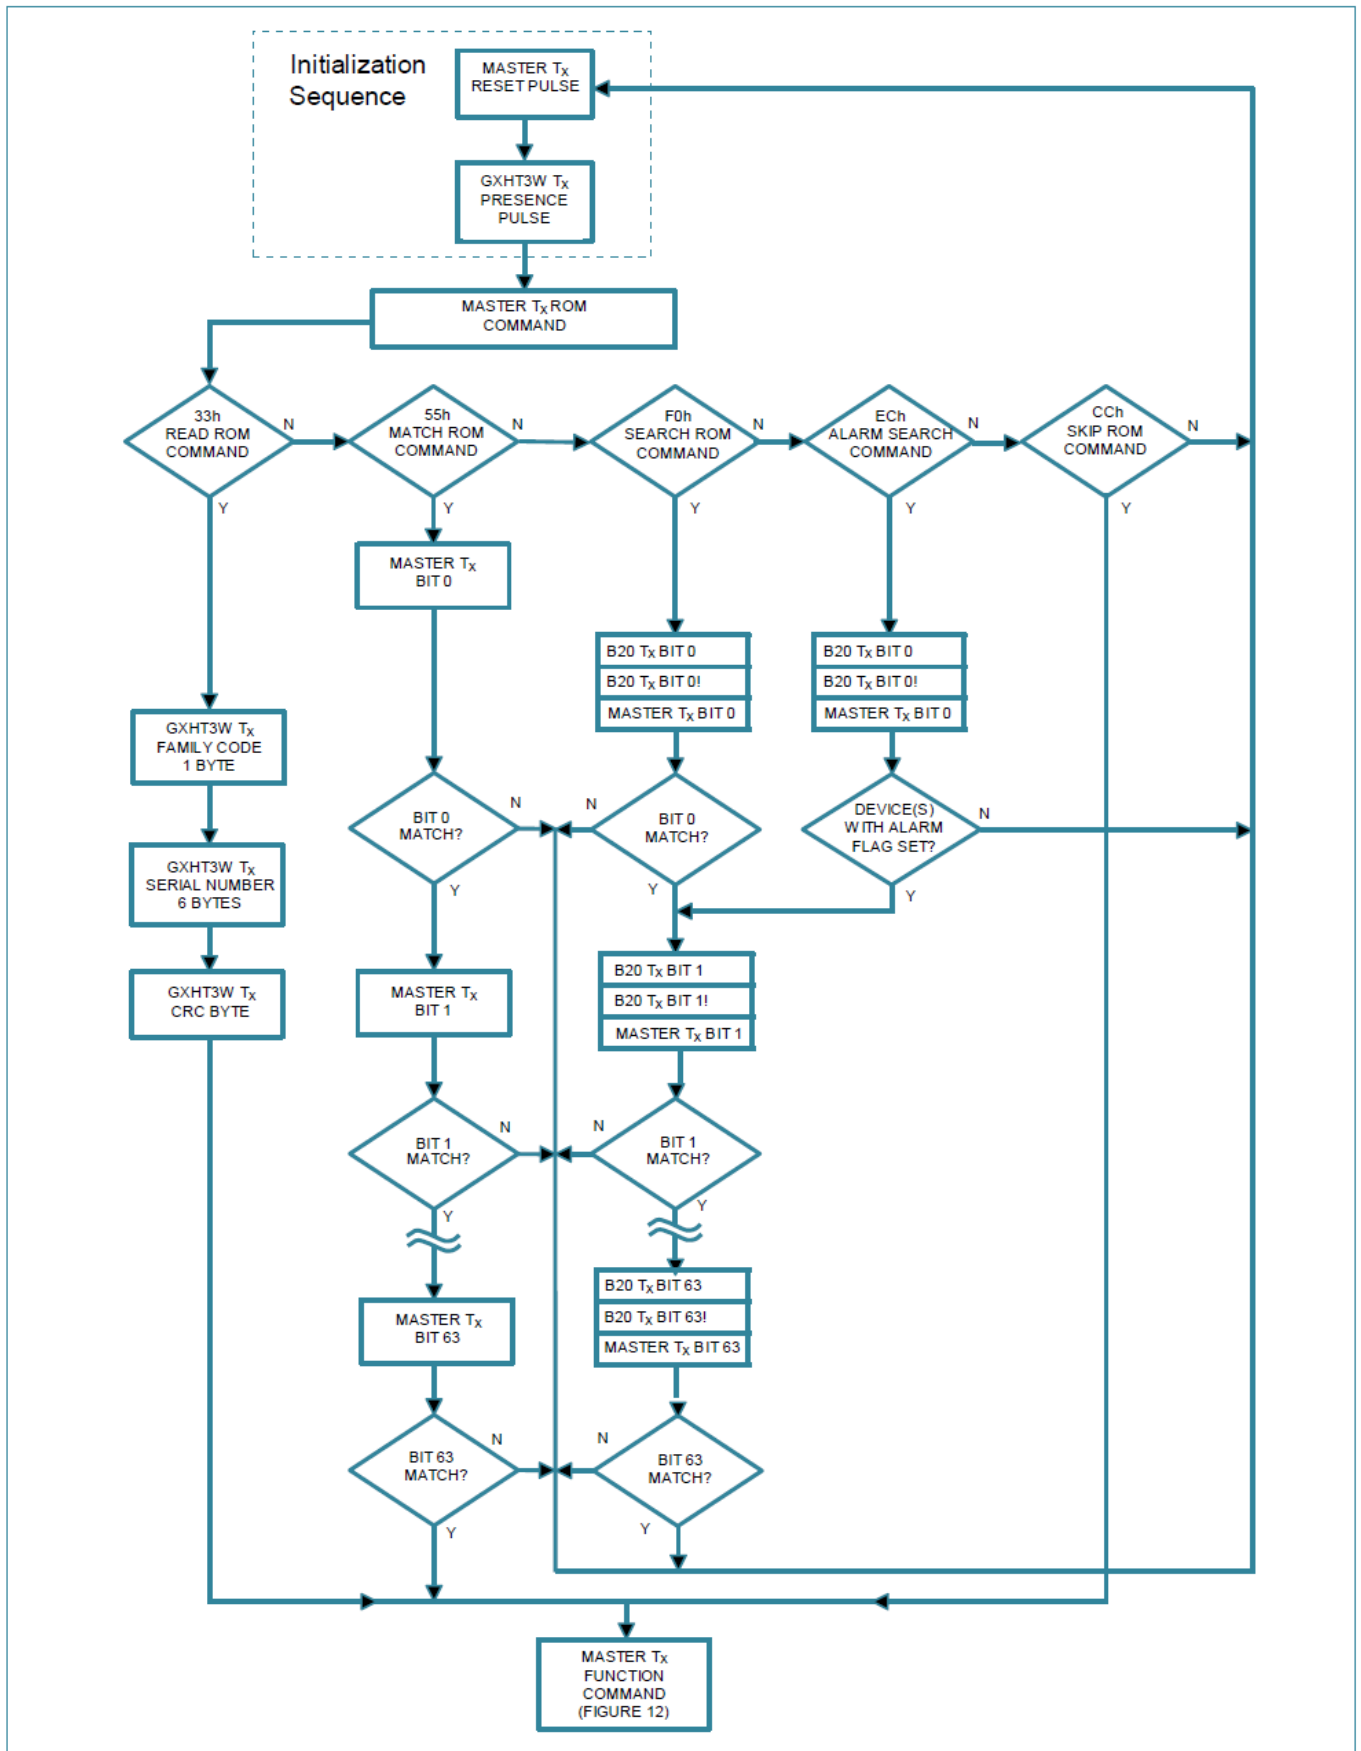 Initialization
Sequence
MASTER TX
RESET PULSE
GXHT3W TX
PRESENCE
PULSE
MASTER TX ROM
COMMAND
33h
READ ROM
COMMAND
N
Y
55h
MATCH ROM
COMMAND
N
Y
F0h
SEARCH ROM
COMMAND
N
Y
ECh
ALARM SEARCH
COMMAND
N
Y
CCh
SKIP ROM
COMMAND
N
Y
GXHT3W TX
FAMILY CODE
1 BYTE
GXHT3W TX
SERIAL NUMBER
6 BYTES
GXHT3W TX
CRC BYTE
MASTER TX
BIT 0
BIT 0
MATCH?
N
Y
MASTER TX
BIT 1
BIT 1
MATCH?
N
Y
MASTER TX
BIT 63
BIT 63
MATCH?
N
Y
B20 TX BIT 0
B20 TX BIT 0!
MASTER TX BIT 0
BIT 0
MATCH?
N
Y
B20 TX BIT 1
B20 TX BIT 1!
MASTER TX BIT 1
BIT 1
MATCH?
N
Y
B20 TX BIT 63
B20 TX BIT 63!
MASTER TX BIT 63
BIT 63
MATCH?
N
Y
B20 TX BIT 0
B20 TX BIT 0!
MASTER TX BIT 0
DEVICE(S)
WITH ALARM
FLAG SET?
N
Y
MASTER TX
FUNCTION
COMMAND
(FIGURE 12)